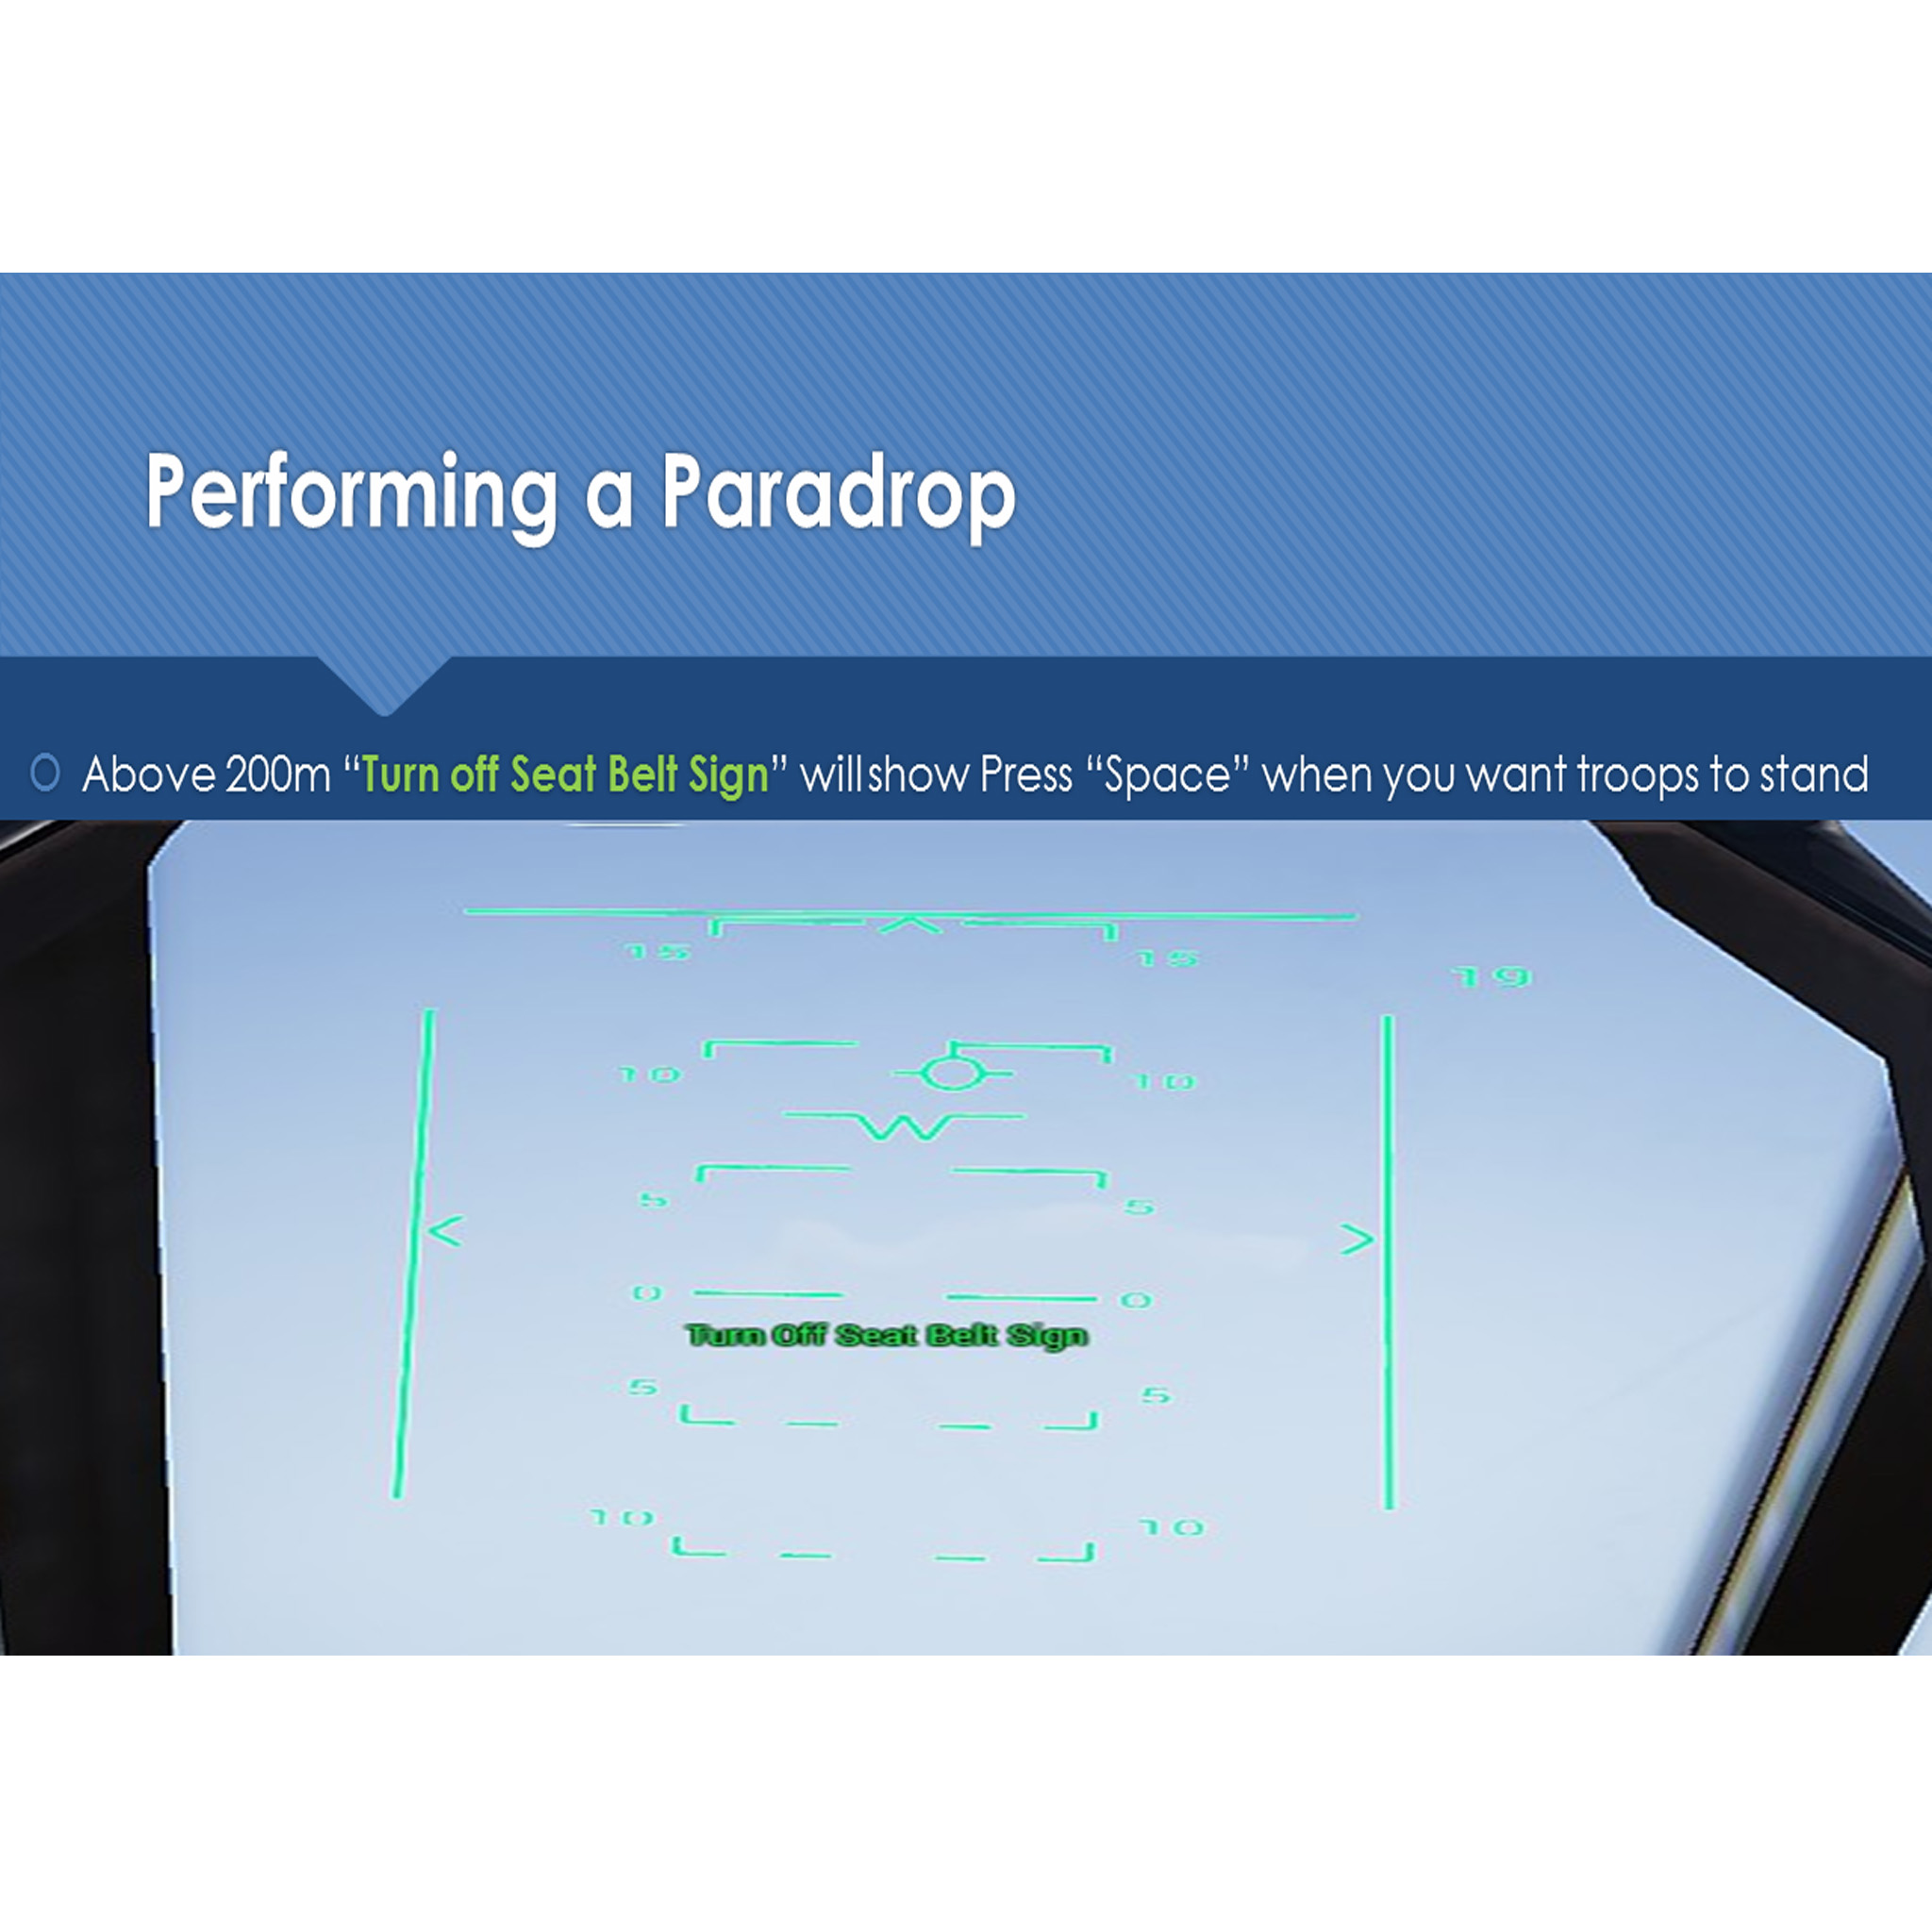 Performing a Paradrop
Above 200m “Turn off Seat Belt Sign” will show Press “Space” when you want troops to stand
15 15
19
10 10
5 5
0 0
Turn Off Seat Belt Sign
5 5
10 10